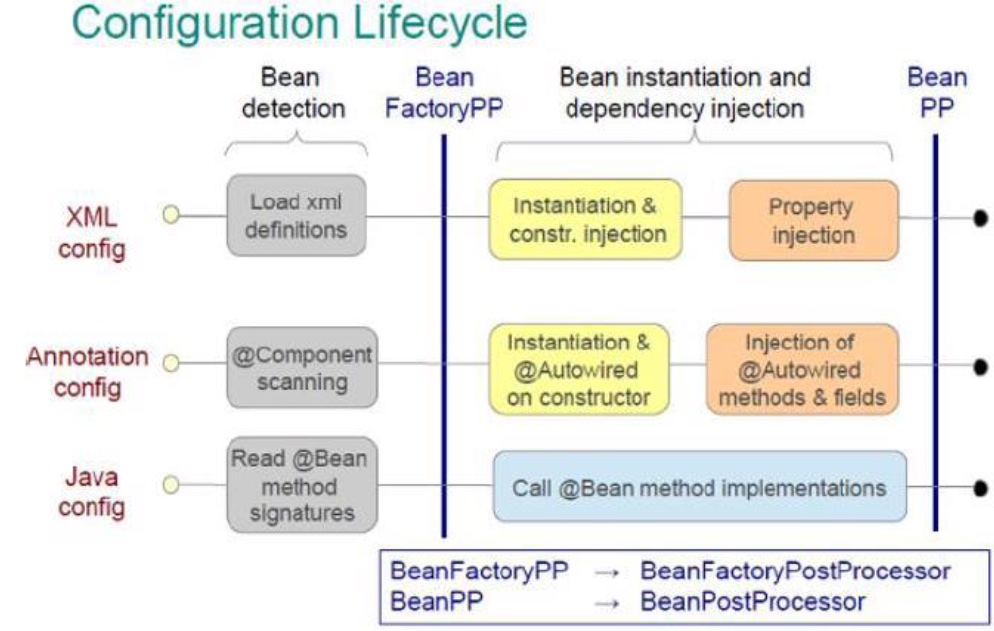 Configuration Lifecycle
Bean
detection
Bean
FactoryPP
Bean instantiation and
dependency injection
Bean
PP
XML
config
Load xml
definitions
Instantiation &
constr. injection
Property
injection
Annotation
config
@Component
scanning
Instantiation &
@Autowired
on constructor
Injection of
@Autowired
methods & fields
Java
config
Read @Bean
method
signatures
Call @Bean method implementations
BeanFactoryPP → BeanFactoryPostProcessor
BeanPP → BeanPostProcessor